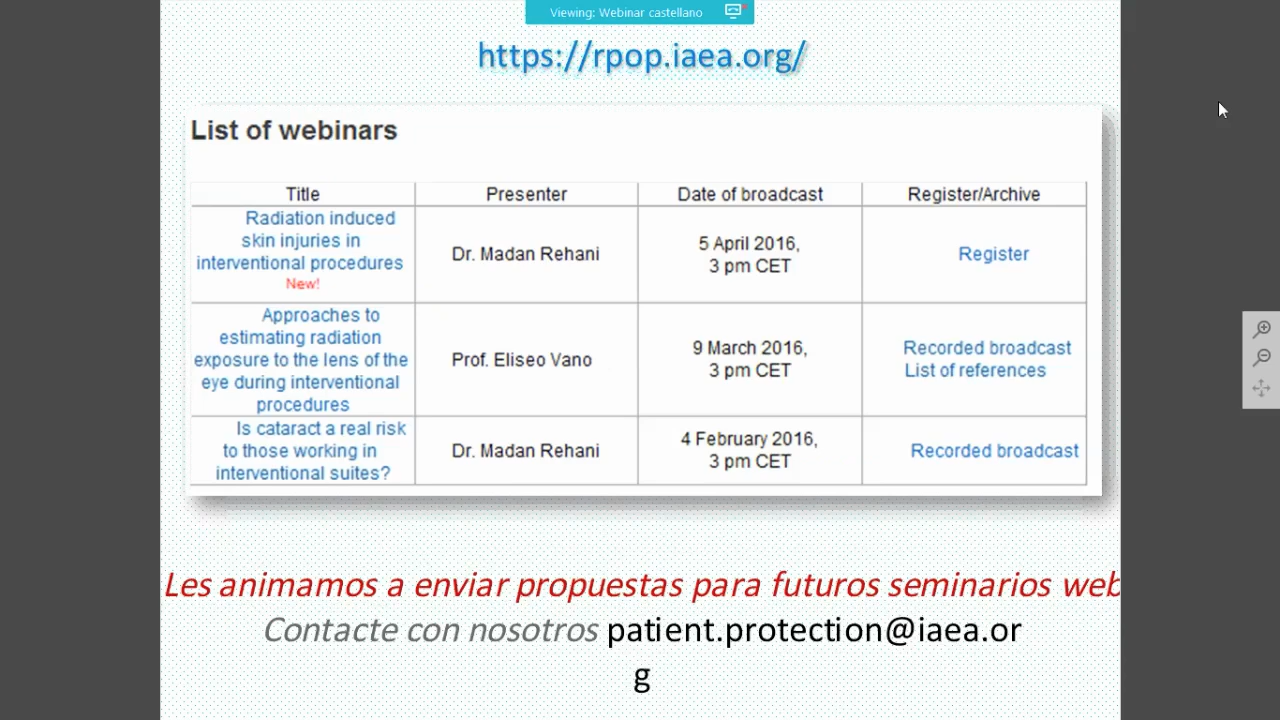 Viewing: Webinar castellano
https://rpop.iaea.org/
List of webinars
Title Presenter Date of broadcast Register/Archive
Radiation induced
skin injuries in
interventional procedures
New!
Dr. Madan Rehani
5 April 2016,
3 pm CET
Register
Approaches to
estimating radiation
exposure to the lens of the
eye during interventional
procedures
Prof. Eliseo Vano
9 March 2016,
3 pm CET
Recorded broadcast
List of references
Is cataract a real risk
to those working in
interventional suites?
Dr. Madan Rehani
4 February 2016,
3 pm CET
Recorded broadcast
Les animamos a enviar propuestas para futuros seminarios web
Contacte con nosotros patient.protection@iaea.or
g